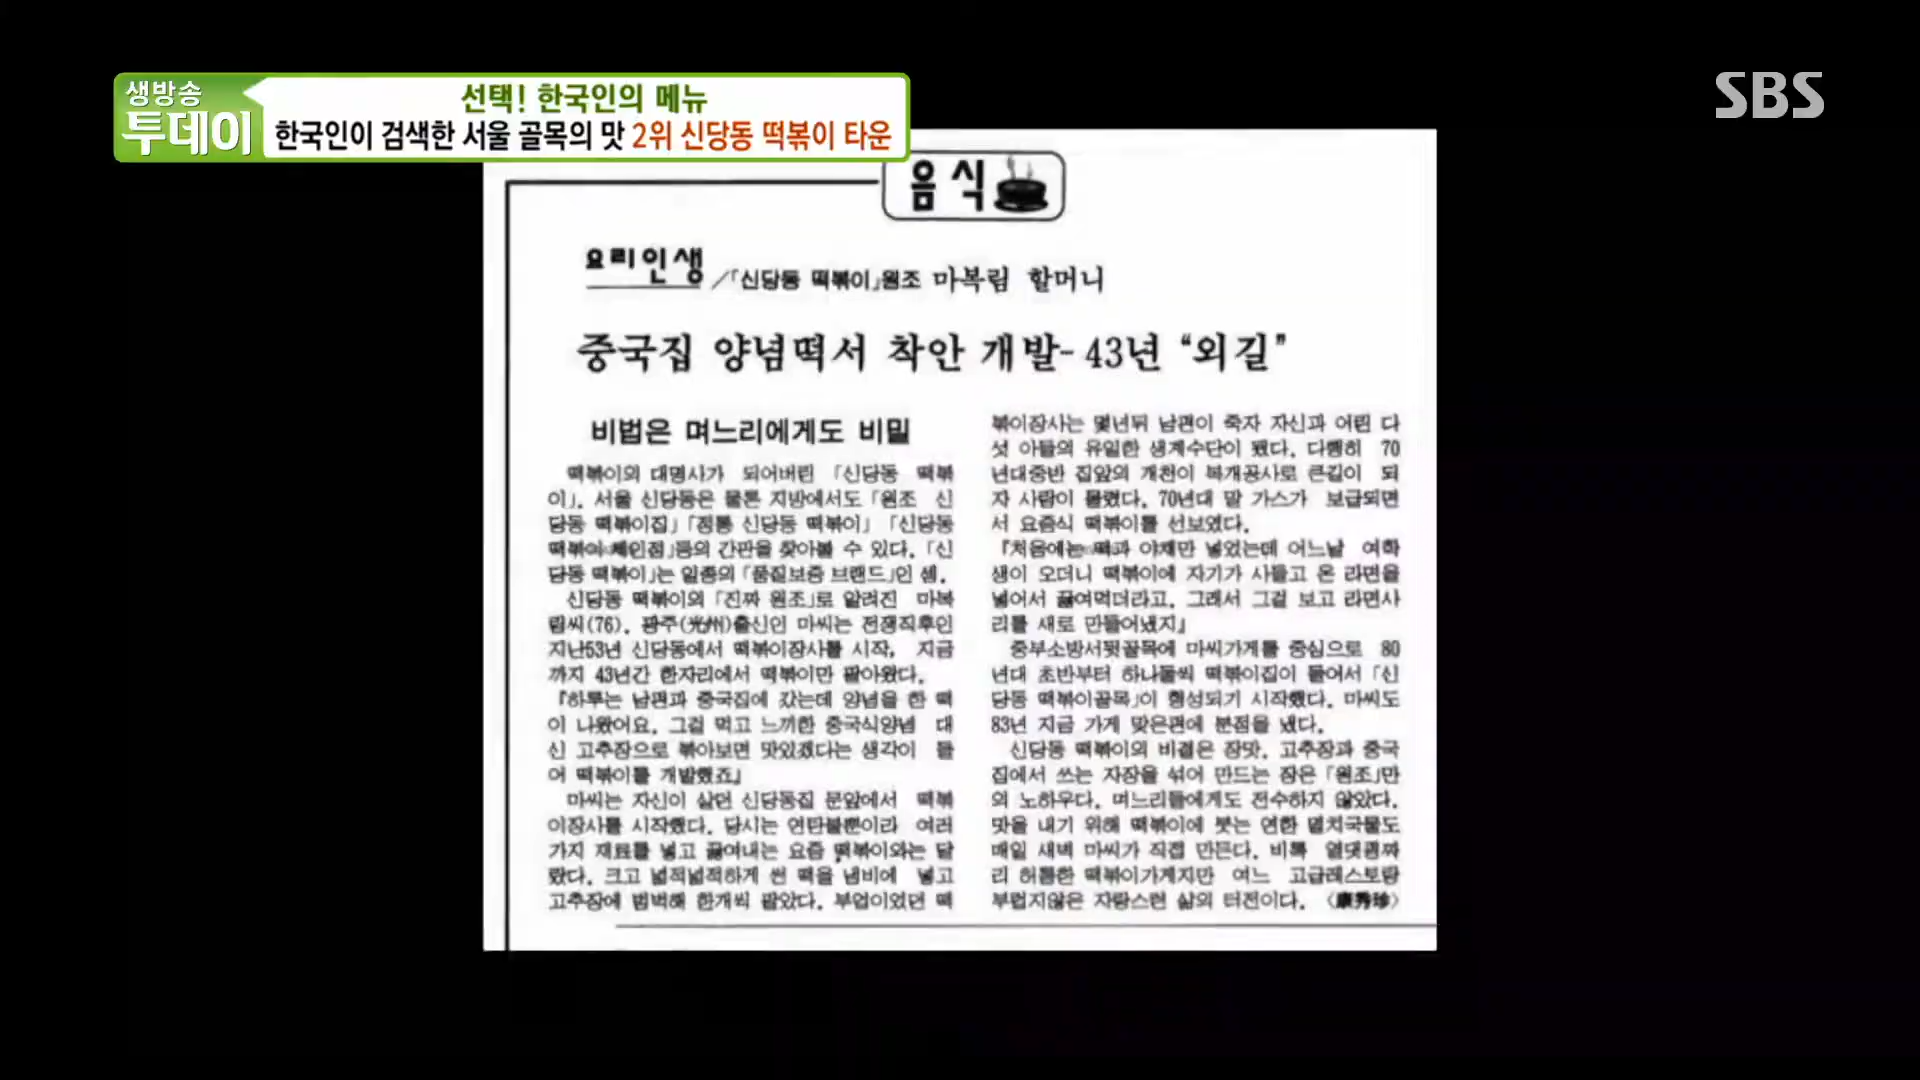 생방송
투데이
선택! 한국인의 메뉴
한국인이 검색한 서울 골목의 맛 2위 신당동 떡볶이 타운
SBS
음식
요리인생 /「신당동 떡볶이」원조 마복림 할머니
중국집 양념떡서 착안 개발- 43년 “외길”
비법은 며느리에게도 비밀
떡볶이의 대명사가 되어버린 「신당동 떡볶
이」. 서울 신당동은 물론 지방에서도 「원조 신
당동 떡볶이집」「정통 신당동 떡볶이」 「신당동
떡볶이 체인점」등의 간판을 찾아볼 수 있다. 「신
당동 떡볶이」는 일종의 「품질보증 브랜드」인 셈.
신당동 떡볶이의 「진짜 원조」로 알려진 마복
림씨(76). 광주(光州)출신인 마씨는 전쟁직후인
지난53년 신당동에서 떡볶이장사를 시작, 지금
까지 43년간 한자리에서 떡볶이만 팔아왔다.
『하루는 남편과 중국집에 갔는데 양념을 한 떡
이 나왔어요. 그걸 먹고 느끼한 중국식양념 대
신 고추장으로 볶아보면 맛있겠다는 생각이 들
어 떡볶이를 개발했죠』
마씨는 자신이 살던 신당동집 문앞에서 떡볶
이장사를 시작했다. 당시는 연탄불뿐이라 여러
가지 재료를 넣고 끓여내는 요즘 떡볶이와는 달
랐다. 크고 넓적넓적하게 썬 떡을 냄비에 넣고
고추장에 범벅해 한개씩 팔았다. 부업이었던 떡
볶이장사는 몇년뒤 남편이 죽자 자신과 어린 다
섯 아들의 유일한 생계수단이 됐다. 다행히 70
년대중반 집앞의 개천이 복개공사로 큰길이 되
자 사람이 몰렸다. 70년대 말 가스가 보급되면
서 요즘식 떡볶이를 선보였다.
『처음에는 떡과 야채만 넣었는데 어느날 여학
생이 오더니 떡볶이에 자기가 사들고 온 라면을
넣어서 끓여먹더라고. 그래서 그걸 보고 라면사
리를 새로 만들어냈지』
중부소방서뒷골목에 마씨가게를 중심으로 80
년대 초반부터 하나둘씩 떡볶이집이 들어서 「신
당동 떡볶이골목」이 형성되기 시작했다. 마씨도
83년 지금 가게 맞은편에 분점을 냈다.
신당동 떡볶이의 비결은 장맛. 고추장과 중국
집에서 쓰는 자장을 섞어 만드는 장은 「원조」만
의 노하우다. 며느리들에게도 전수하지 않았다.
맛을 내기 위해 떡볶이에 붓는 연한 멸치국물도
매일 새벽 마씨가 직접 만든다. 비록 열댓평짜
리 허름한 떡볶이가게지만 여느 고급레스토랑
부럽지않은 자랑스런 삶의 터전이다. 〈康秀珍〉